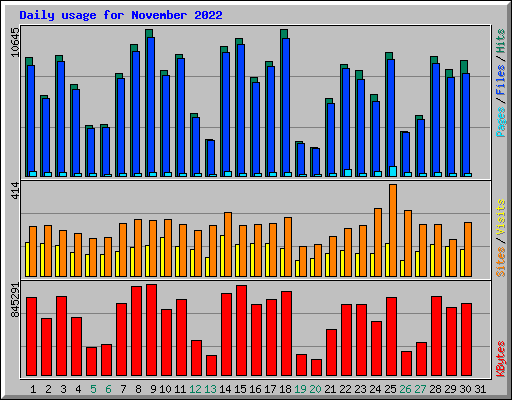 Daily usage for November 2022
10645
Pages / Files / Hits
414
Sites / Visits
845291
KBytes
1 2 3 4 5 6 7 8 9 10 11 12 13 14 15 16 17 18 19 20 21 22 23 24 25 26 27 28 29 30 31